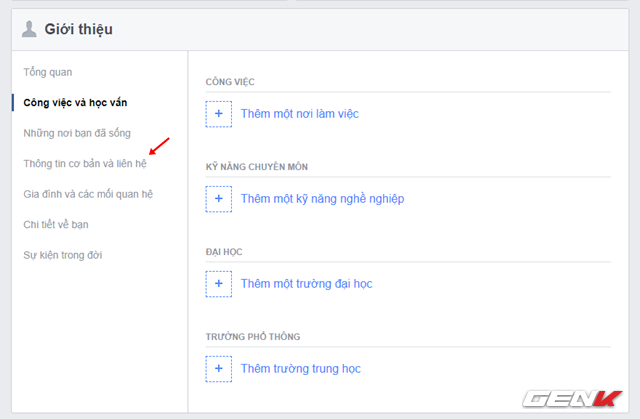 Giới thiệu
Tổng quan
Công việc và học vấn
Những nơi bạn đã sống
Thông tin cơ bản và liên hệ
Gia đình và các mối quan hệ
Chi tiết về bạn
Sự kiện trong đời
CÔNG VIỆC
+ Thêm một nơi làm việc
KỸ NĂNG CHUYÊN MÔN
+ Thêm một kỹ năng nghề nghiệp
ĐẠI HỌC
+ Thêm một trường đại học
TRƯỜNG PHỔ THÔNG
+ Thêm trường trung học
GENK